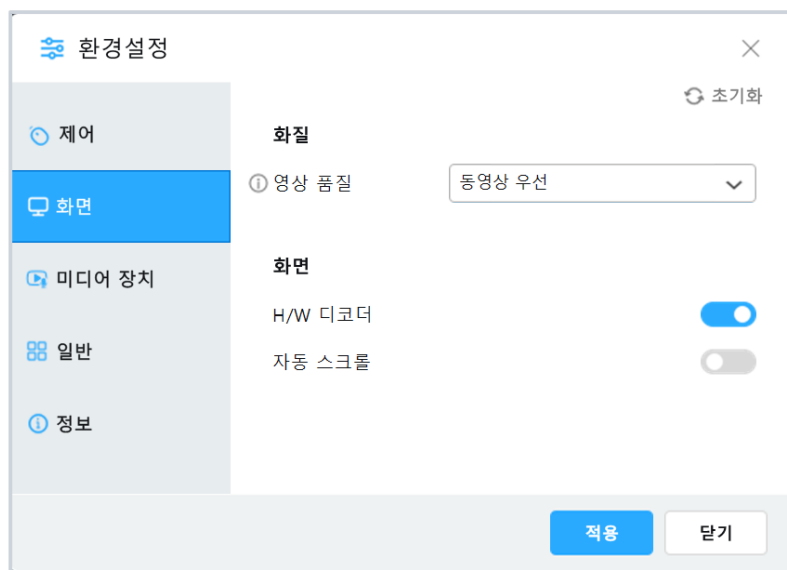 환경설정
초기화
제어
화면
미디어 장치
일반
정보
화질
영상 품질
동영상 우선
화면
H/W 디코더
자동 스크롤
적용
닫기